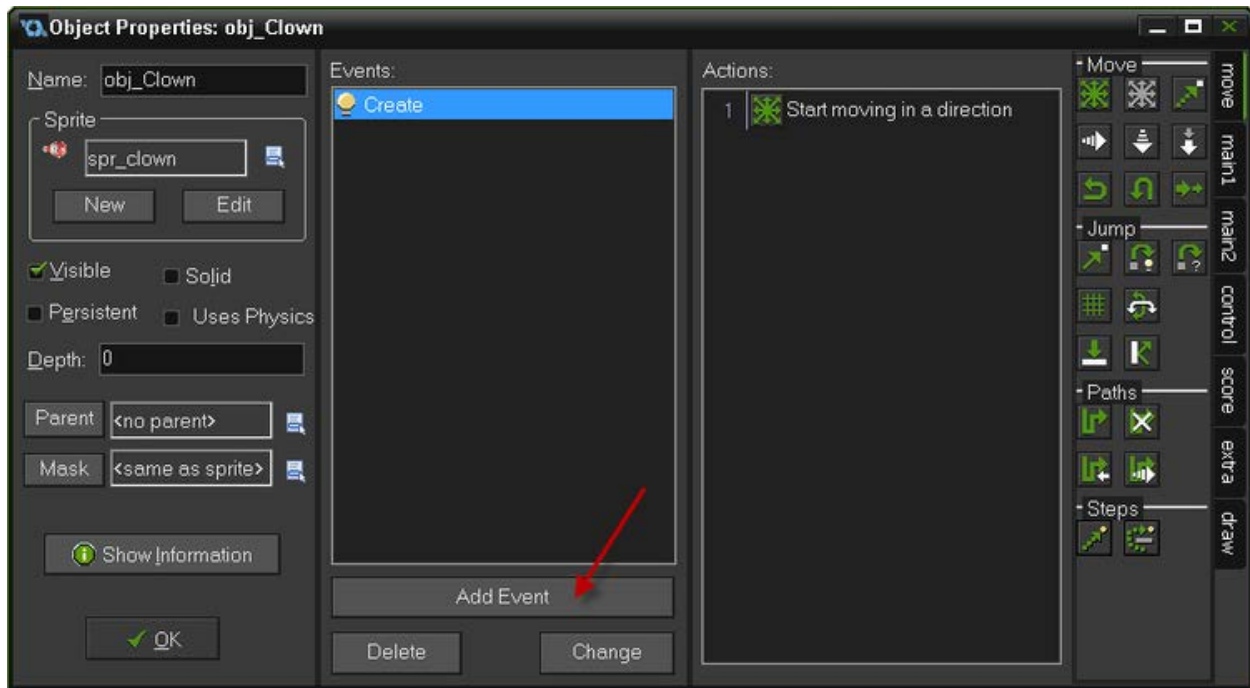 Object Properties: obj_Clown
Name: obj_Clown
Sprite
spr_clown
New Edit
Visible Solid
Persistent Uses Physics
Depth: 0
Parent <no parent>
Mask <same as sprite>
Show Information
OK
Events:
Create
Add Event
Delete Change
Actions:
1 Start moving in a direction
Move
Jump
Paths
Steps
move
main1
main2
control
score
extra
draw